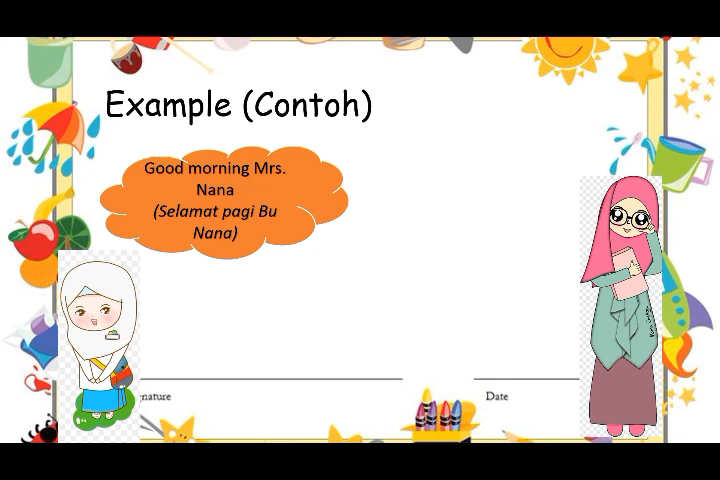 Example (Contoh)
Good morning Mrs.
Nana
(Selamat pagi Bu
Nana)
nature
Date